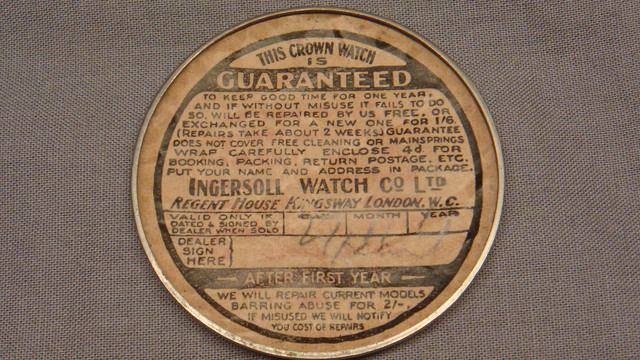 THIS CROWN WATCH
IS
GUARANTEED
TO KEEP GOOD TIME FOR ONE YEAR,
AND IF WITHOUT MISUSE IT FAILS TO DO
SO, WILL BE REPAIRED BY US FREE, OR
EXCHANGED FOR A NEW ONE FOR 1/6.
(REPAIRS TAKE ABOUT 2 WEEKS) GUARANTEE
DOES NOT COVER FREE CLEANING OR MAINSPRINGS
WRAP CAREFULLY ENCLOSE 4d FOR
BOOKING, PACKING, RETURN POSTAGE, ETC.
PUT YOUR NAME AND ADDRESS IN PACKAGE.
INGERSOLL WATCH CO LTD
REGENT HOUSE KINGSWAY LONDON, W.C.
VALID ONLY IF
DATED & SIGNED BY
DEALER WHEN SOLD
DAY MONTH YEAR
DEALER
SIGN
HERE
AFTER FIRST YEAR
WE WILL REPAIR CURRENT MODELS
BARRING ABUSE FOR 2/-,
IF MISUSED WE WILL NOTIFY
YOU COST OF REPAIRS